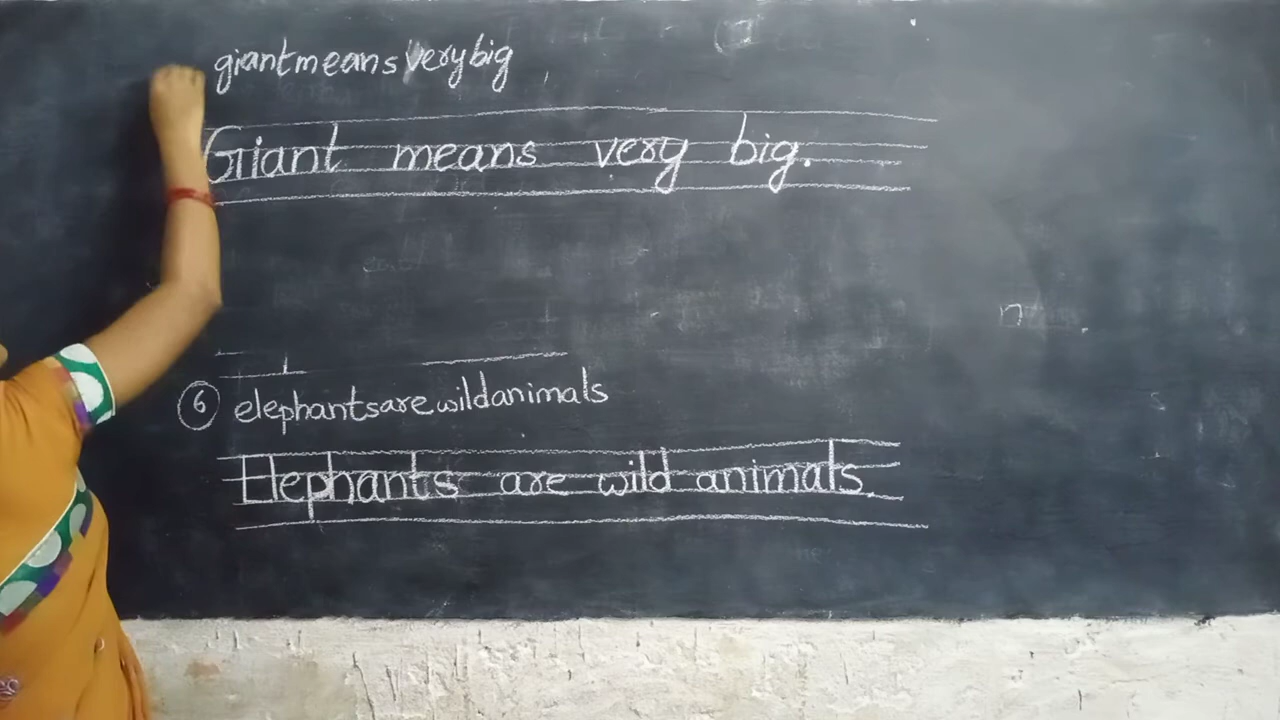 giantmeansverybig
Giant means very big.
6 elephantsarewildanimals
Elephants are wild animals.